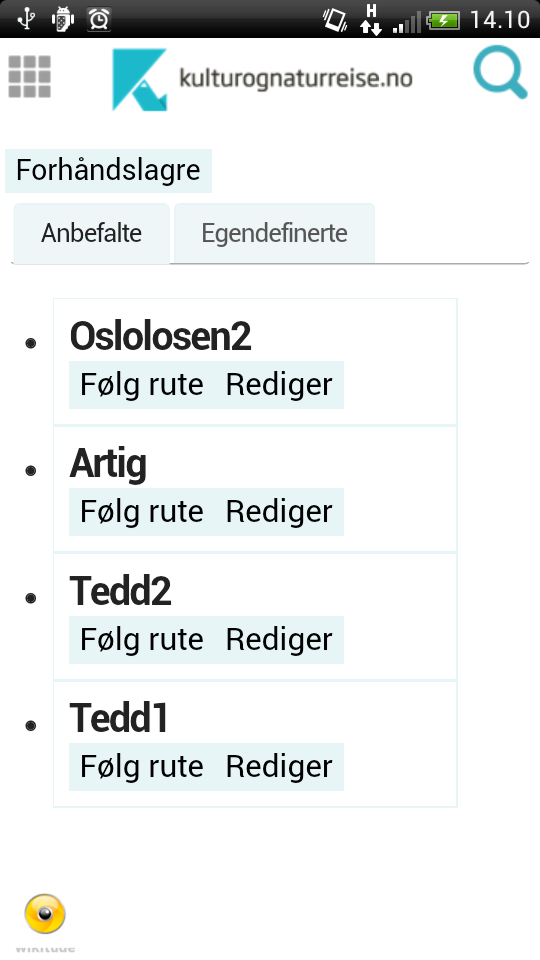 H
14.10
kulturognaturreise.no
Forhåndslagre
Anbefalte Egendefinerte
Oslolosen2
Følg rute Rediger
Artig
Følg rute Rediger
Tedd2
Følg rute Rediger
Tedd1
Følg rute Rediger
wikitude